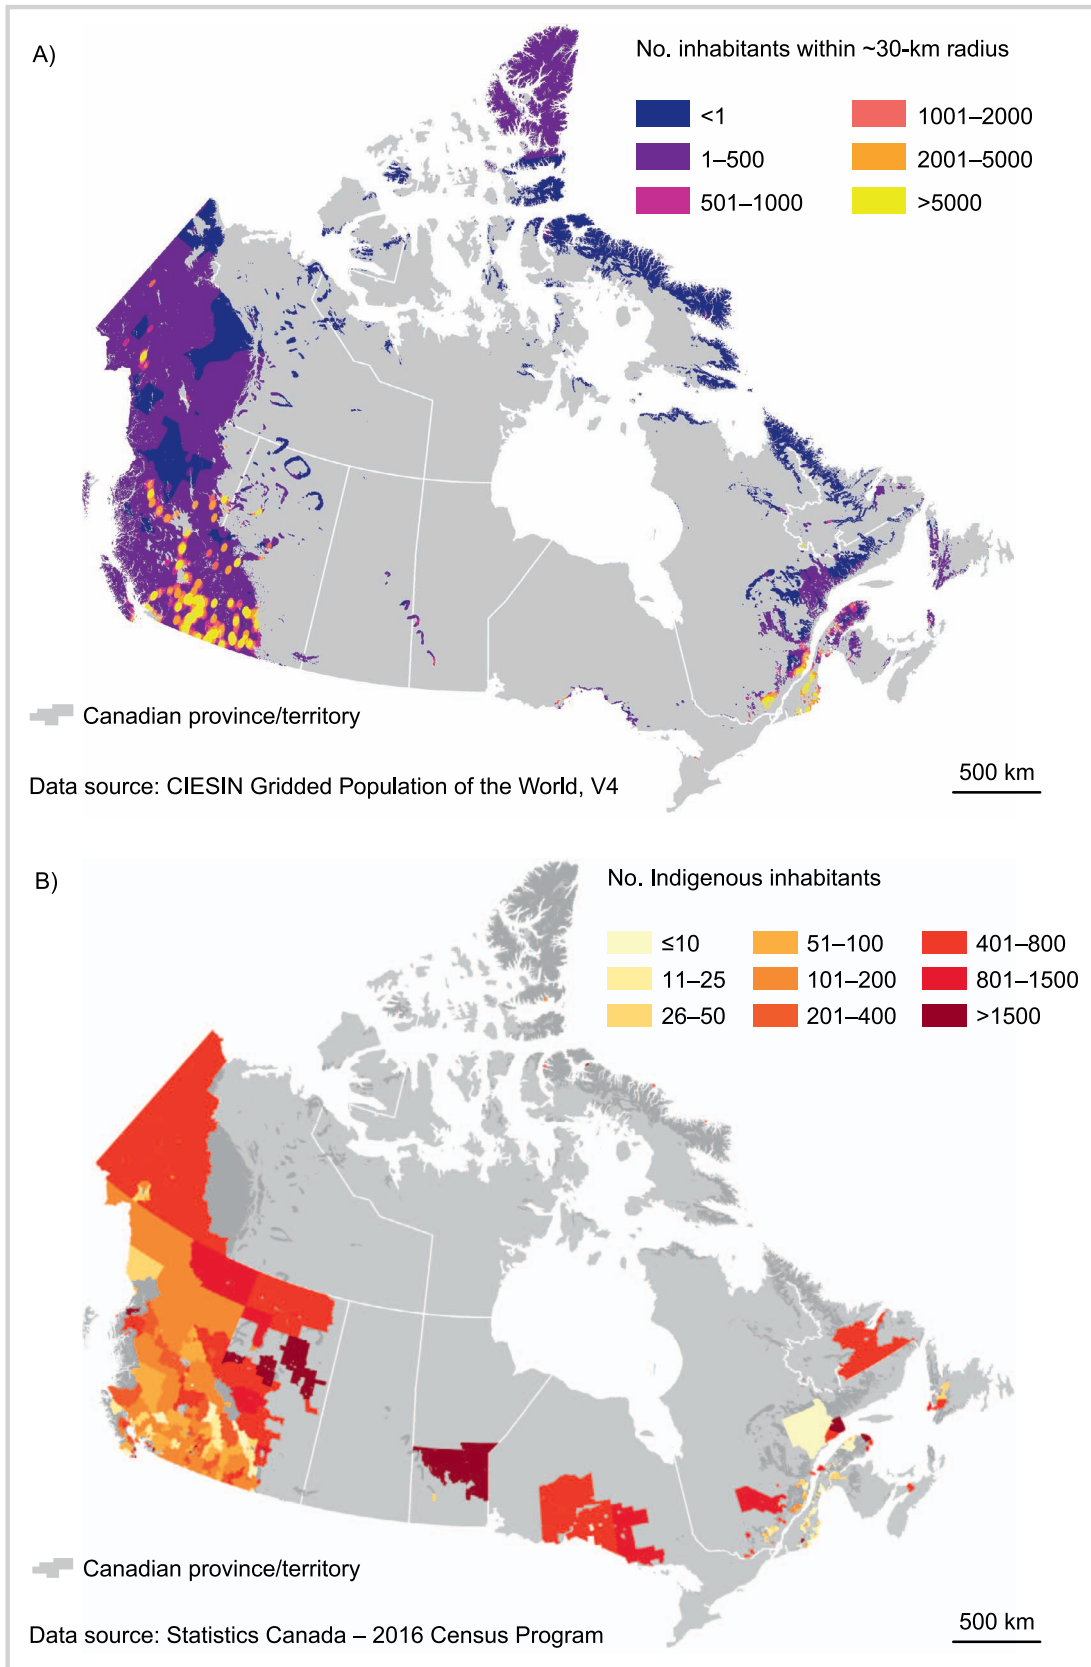 A)
No. inhabitants within ~30-km radius
<1
1001–2000
1–500
2001–5000
501–1000
>5000
Canadian province/territory
Data source: CIESIN Gridded Population of the World, V4
500 km
B)
No. Indigenous inhabitants
≤10
51–100
401–800
11–25
101–200
801–1500
26–50
201–400
>1500
Canadian province/territory
Data source: Statistics Canada – 2016 Census Program
500 km